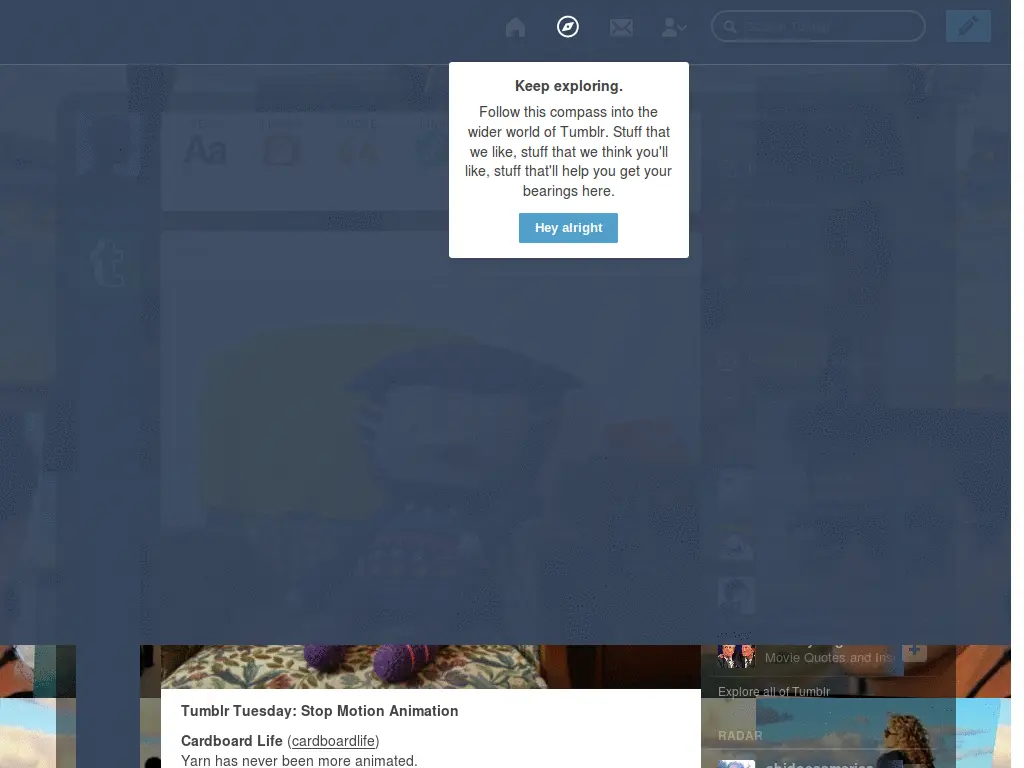 Keep exploring.
Follow this compass into the
wider world of Tumblr. Stuff that
we like, stuff that we think you'll
like, stuff that'll help you get your
bearings here.
Hey alright
Aa
t
Movie Quotes and Ins
Explore all of Tumblr
Tumblr Tuesday: Stop Motion Animation
RADAR
Cardboard Life (cardboardlife)
Yarn has never been more animated.